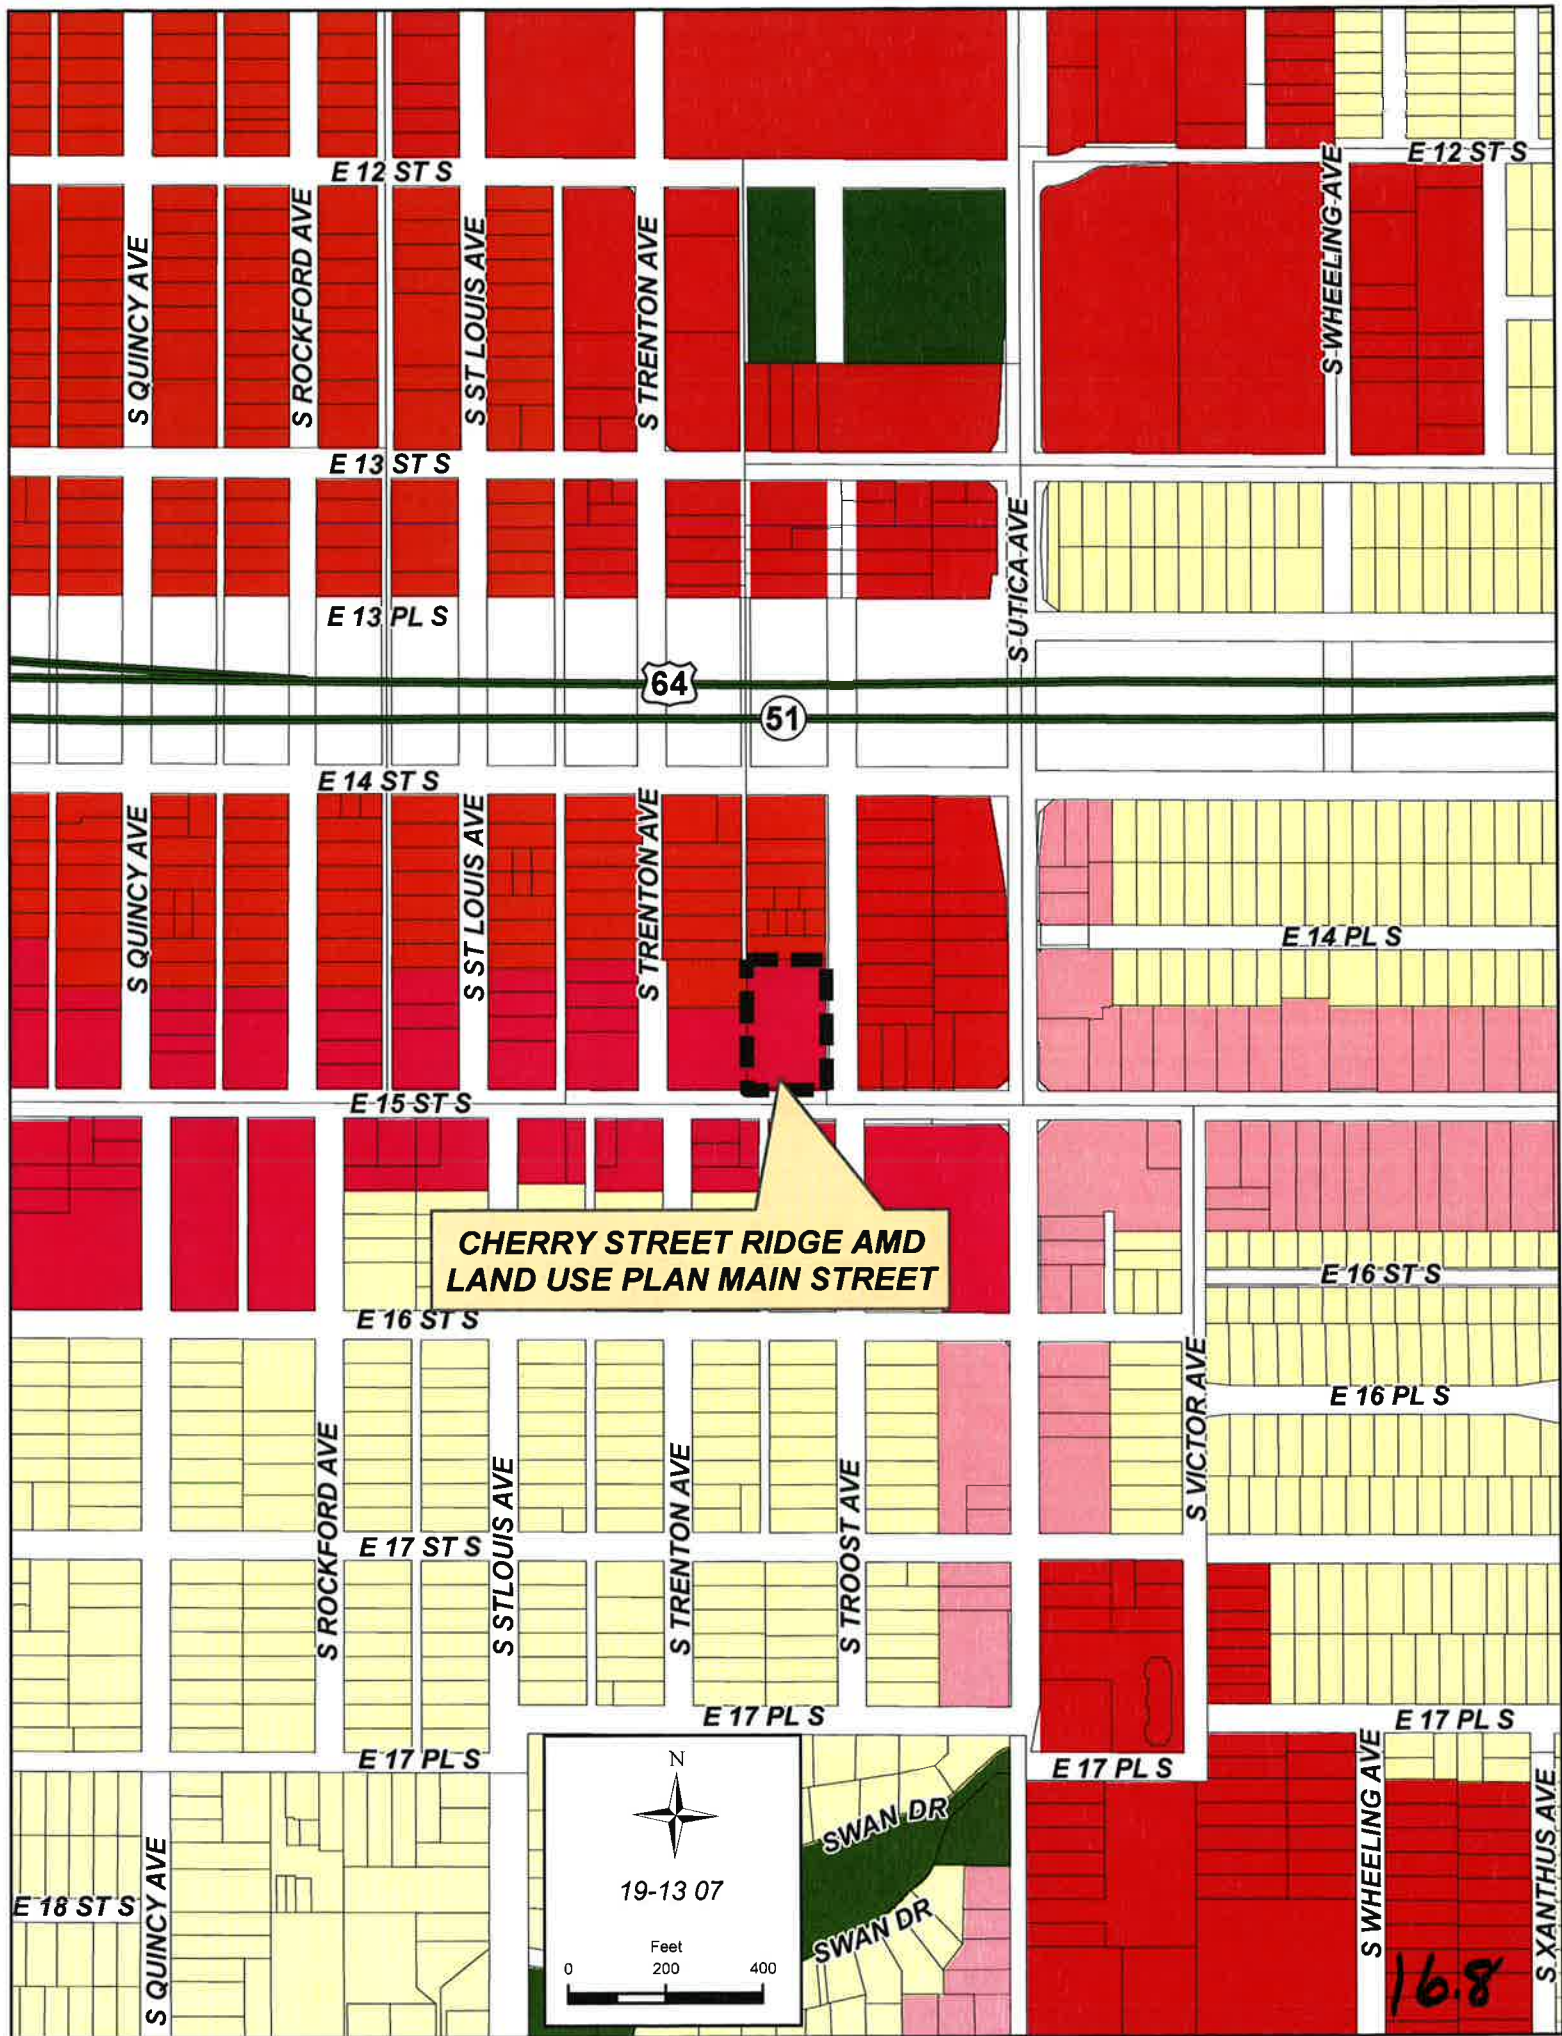 E 12 ST S
E 12 ST S
S QUINCY AVE
S ROCKFORD AVE
S ST LOUIS AVE
S TRENTON AVE
S WHEELING AVE
E 13 ST S
S UTICA AVE
E 13 PL S
64
51
E 14 ST S
S QUINCY AVE
S ST LOUIS AVE
S TRENTON AVE
E 14 PL S
E 15 ST S
CHERRY STREET RIDGE AMD
LAND USE PLAN MAIN STREET
E 16 ST S
E 16 ST S
E 16 PL S
S VICTOR AVE
S ROCKFORD AVE
S STLOUIS AVE
S TRENTON AVE
S TROOST AVE
E 17 ST S
E 17 PL S
E 17 PL S
E 17 PL S
E 17 PL S
N
19-13 07
Feet
0 200 400
SWAN DR
SWAN DR
E 18 ST S
S QUINCY AVE
S WHEELING AVE
S XANTHUS AVE
16.8